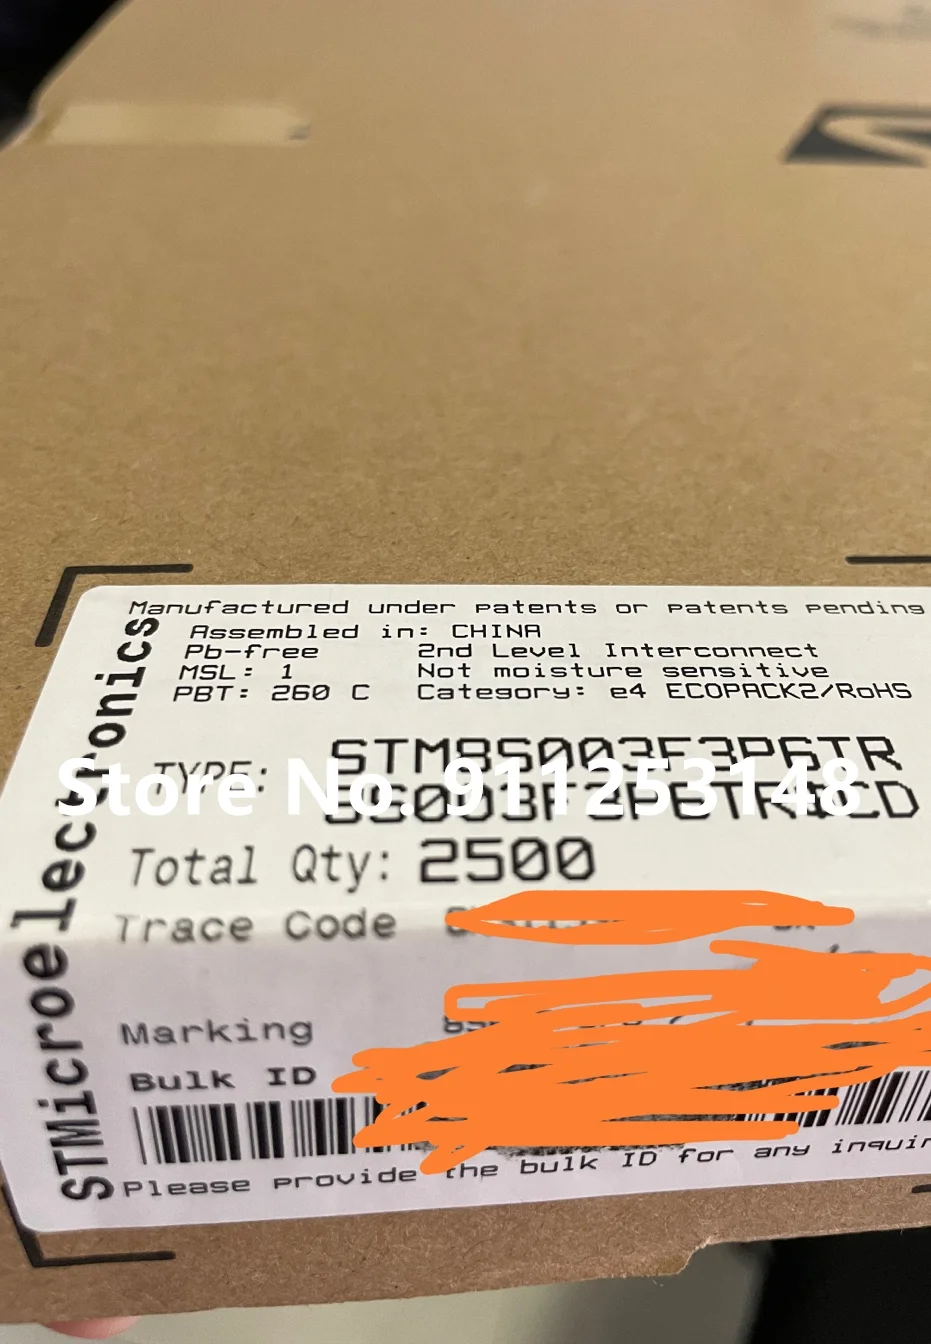 Manufactured under patents or patents pending
Assembled in: CHINA
Pb-free 2nd Level Interconnect
MSL: 1 Not moisture sensitive
PBT: 260 C Category: e4 ECOPACK2/RoHS
TYPE: STM8S003F3P6TR
Store No. 911253148
Total Qty: 2500
Trace Code
Marking
Bulk ID
Please provide the bulk ID for any
STMicroelectronics